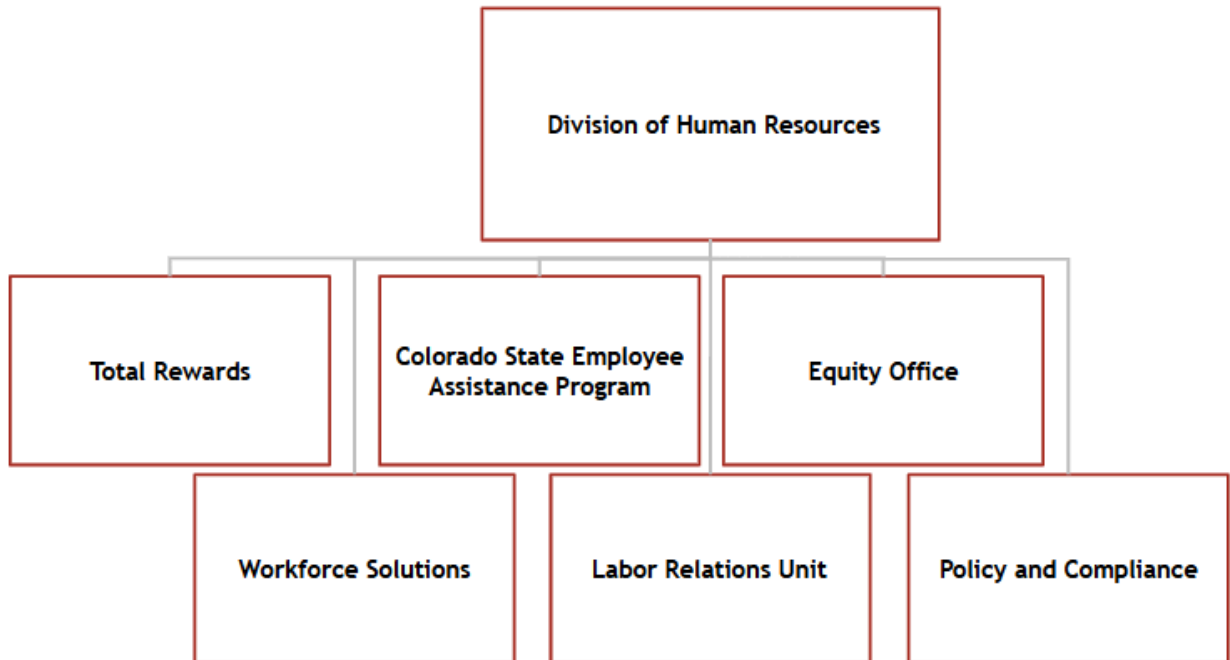 Division of Human Resources
Total Rewards
Colorado State Employee
Assistance Program
Equity Office
Workforce Solutions
Labor Relations Unit
Policy and Compliance